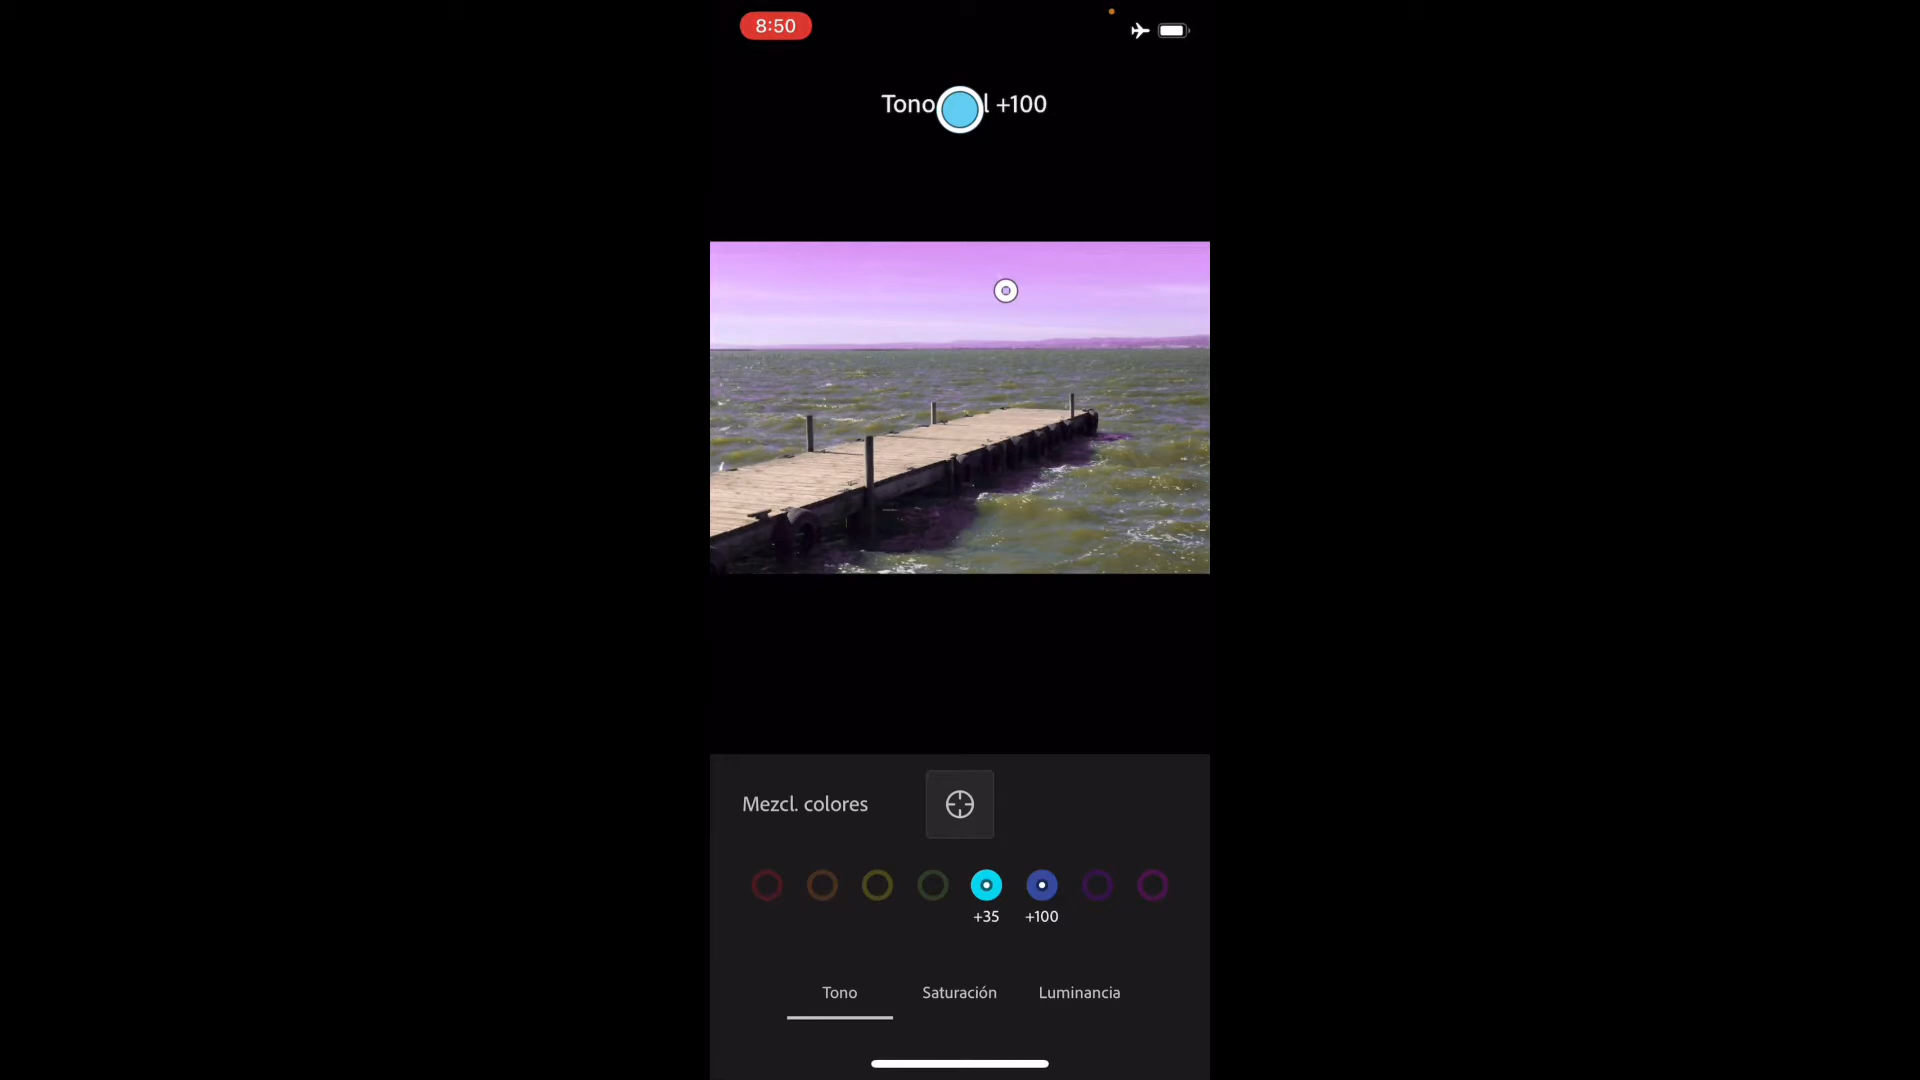 8:50
Tono l +100
Mezcl. colores
+35 +100
Tono Saturación Luminancia